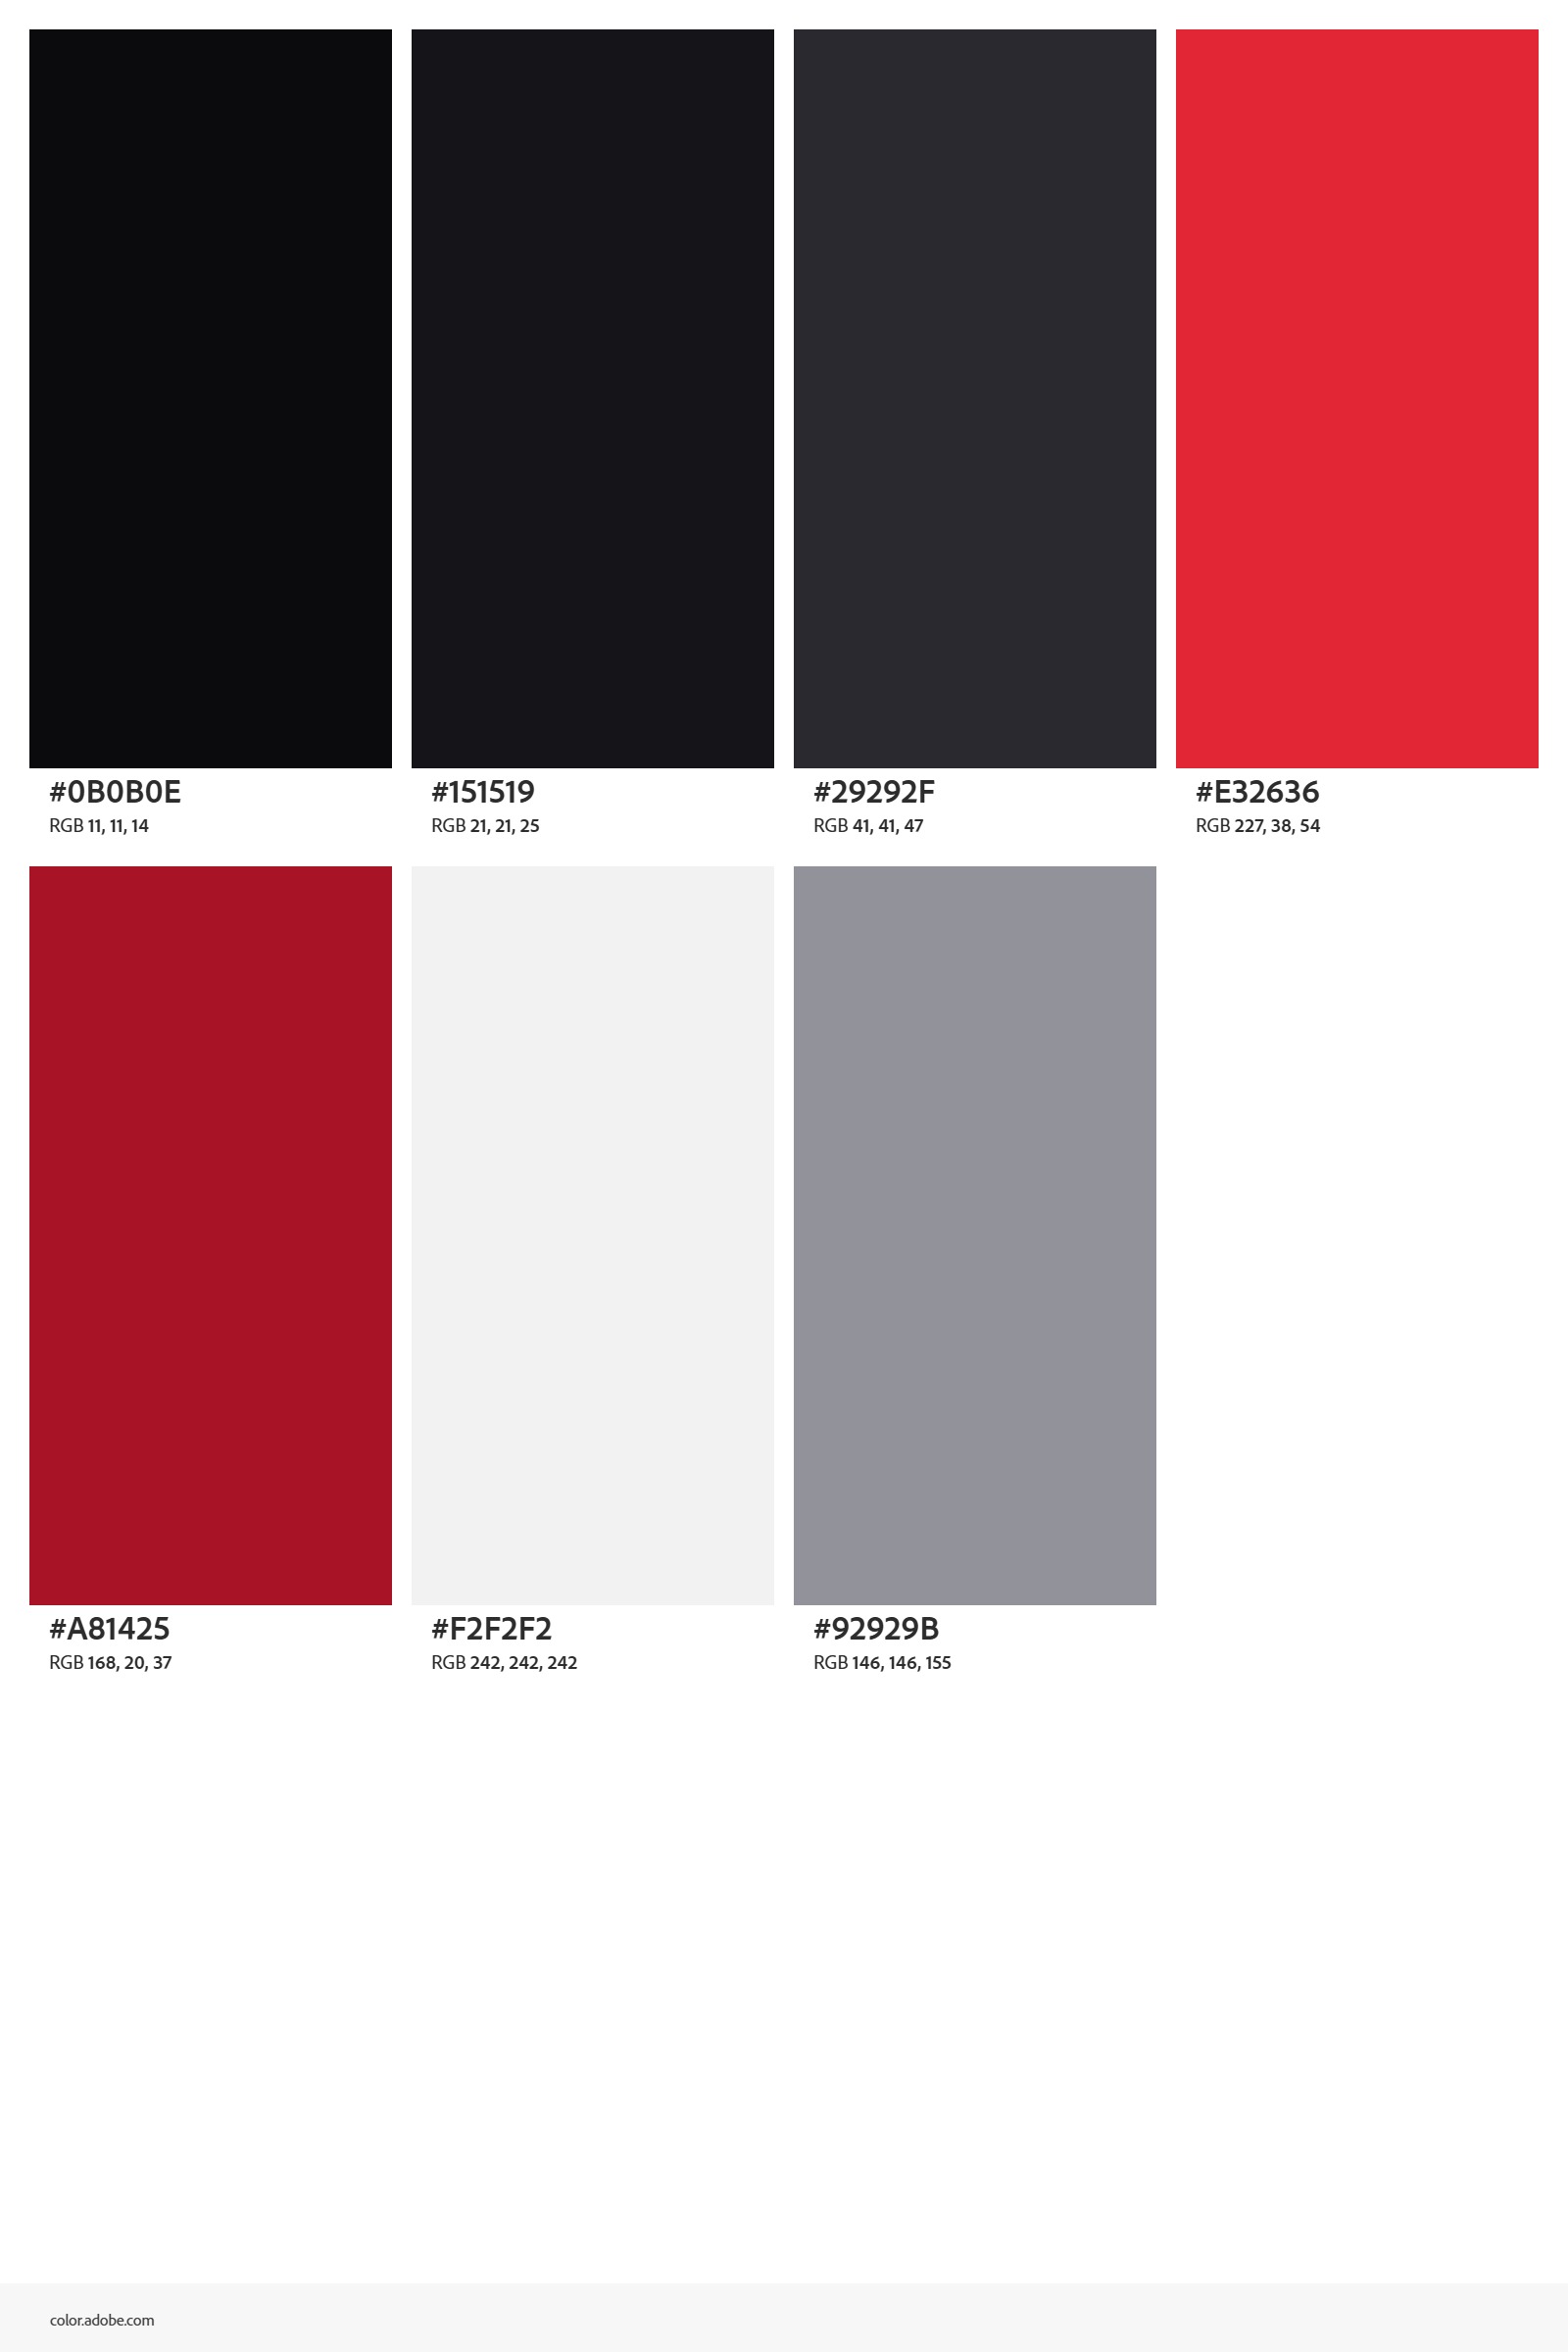 #0B0B0E
RGB 11, 11, 14
#151519
RGB 21, 21, 25
#29292F
RGB 41, 41, 47
#E32636
RGB 227, 38, 54
#A81425
RGB 168, 20, 37
#F2F2F2
RGB 242, 242, 242
#92929B
RGB 146, 146, 155
color.adobe.com